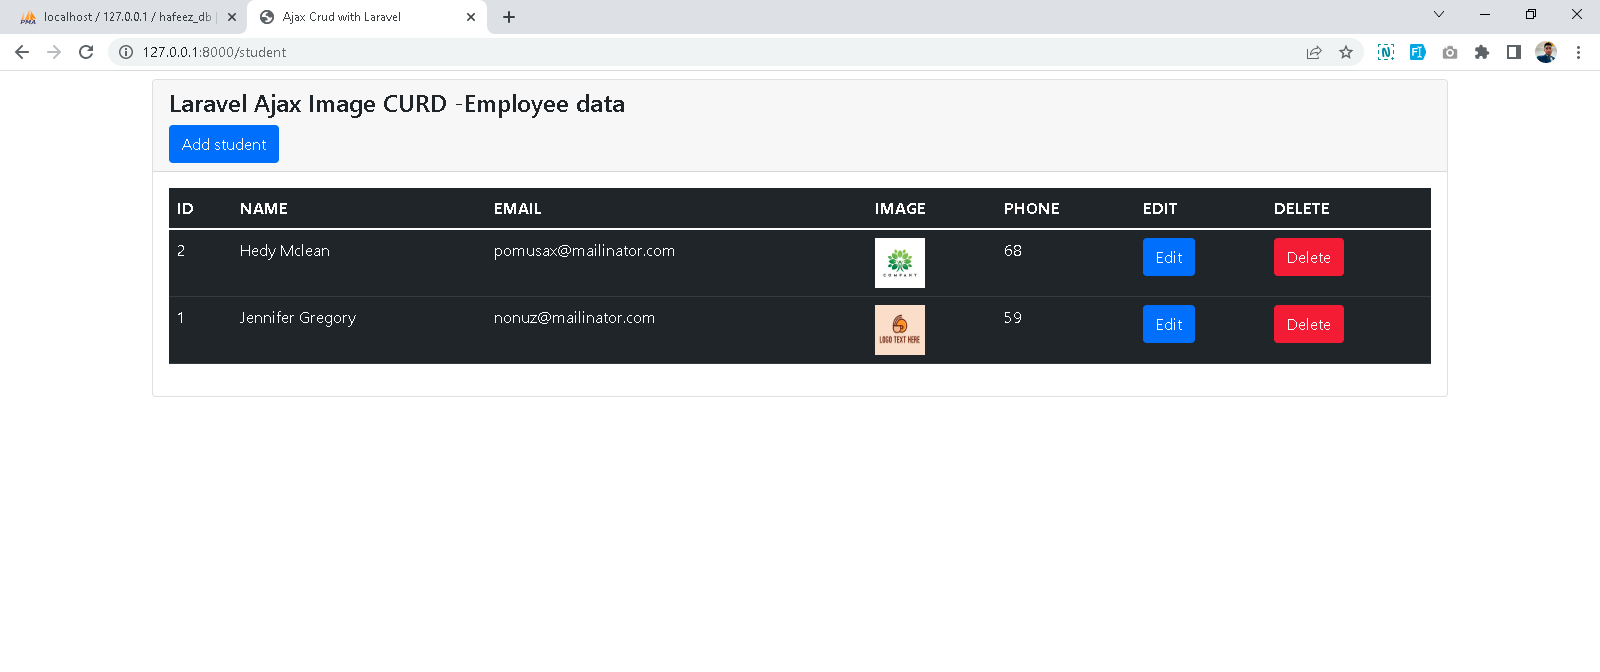 localhost / 127.0.0.1 / hafeez_db |
Ajax Crud with Laravel
127.0.0.1:8000/student
Laravel Ajax Image CURD -Employee data
Add student
ID NAME EMAIL IMAGE PHONE EDIT DELETE
2 Hedy Mclean pomusax@mailinator.com COMPANY 68 Edit Delete
1 Jennifer Gregory nonuz@mailinator.com LOGO TEXT HERE 59 Edit Delete